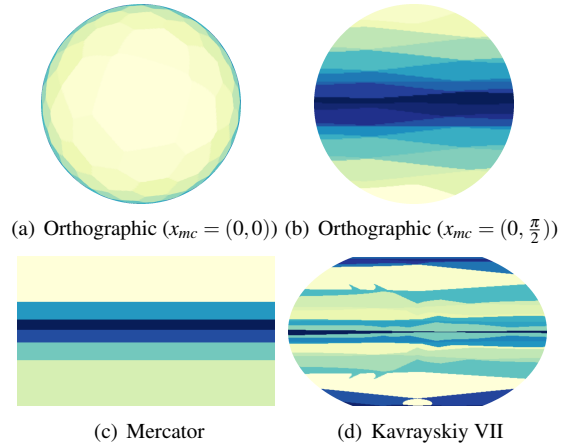 (a) Orthographic (x_mc = (0,0)) (b) Orthographic (x_mc = (0, π/2))
(c) Mercator (d) Kavrayskiy VII